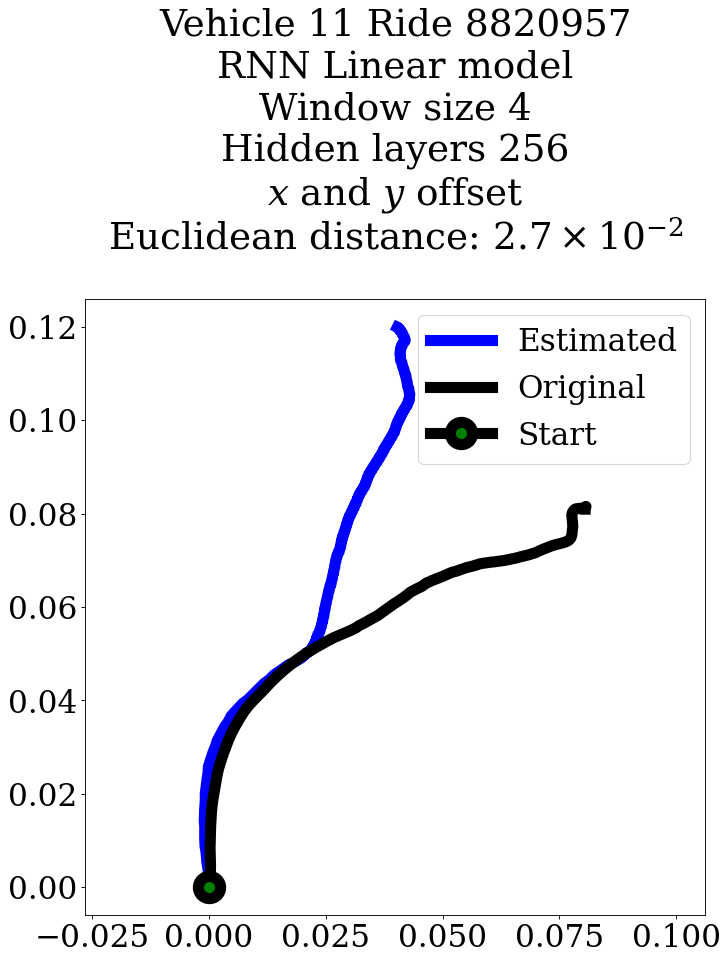 Vehicle 11 Ride 8820957
RNN Linear model
Window size 4
Hidden layers 256
x and y offset
Euclidean distance: 2.7 × 10⁻²
Estimated
Original
Start
0.12
0.10
0.08
0.06
0.04
0.02
0.00
−0.025 0.000 0.025 0.050 0.075 0.100